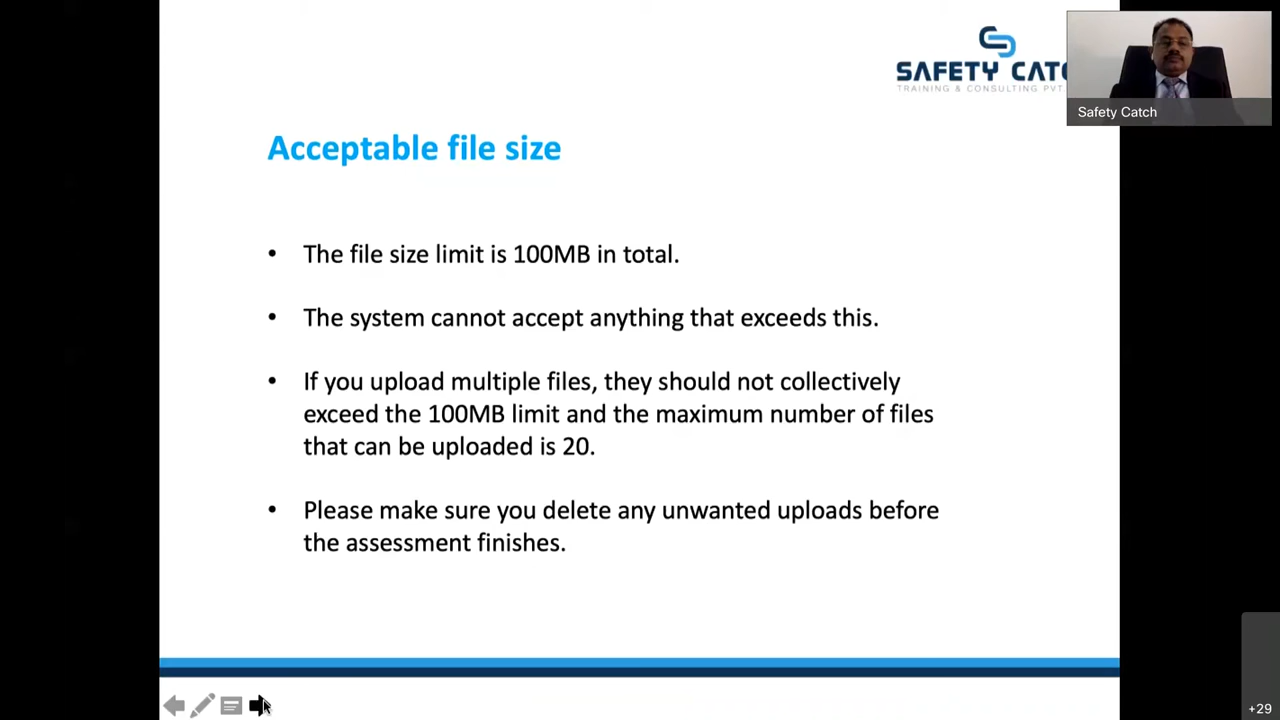 SAFETY CATC
TRAINING & CONSULTING PVT.
Safety Catch
Acceptable file size
• The file size limit is 100MB in total.
• The system cannot accept anything that exceeds this.
• If you upload multiple files, they should not collectively
exceed the 100MB limit and the maximum number of files
that can be uploaded is 20.
• Please make sure you delete any unwanted uploads before
the assessment finishes.
+29